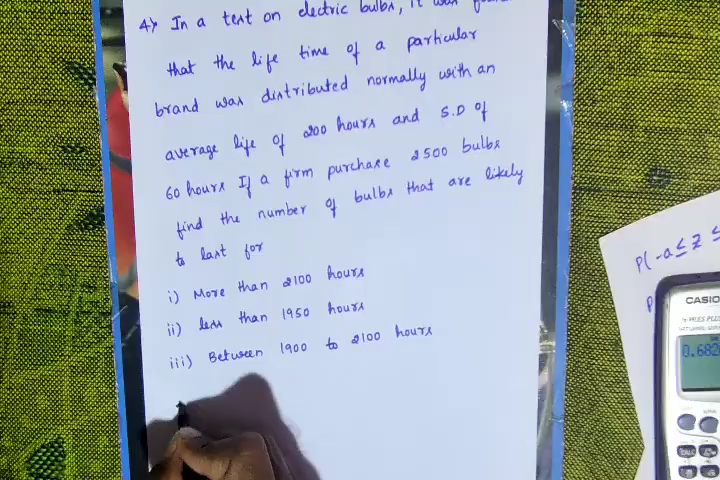 4) In a test on electric bulbs, it was
that the life time of a particular
brand was distributed normally with an
average life of 200 hours and S.D of
60 hours If a firm purchase 2500 bulbs
find the number of bulbs that are likely
to last for
i) More than 2100 hours
ii) less than 1950 hours
iii) Between 1900 to 2100 hours
P(-a≤Z≤
CASIO
0.682